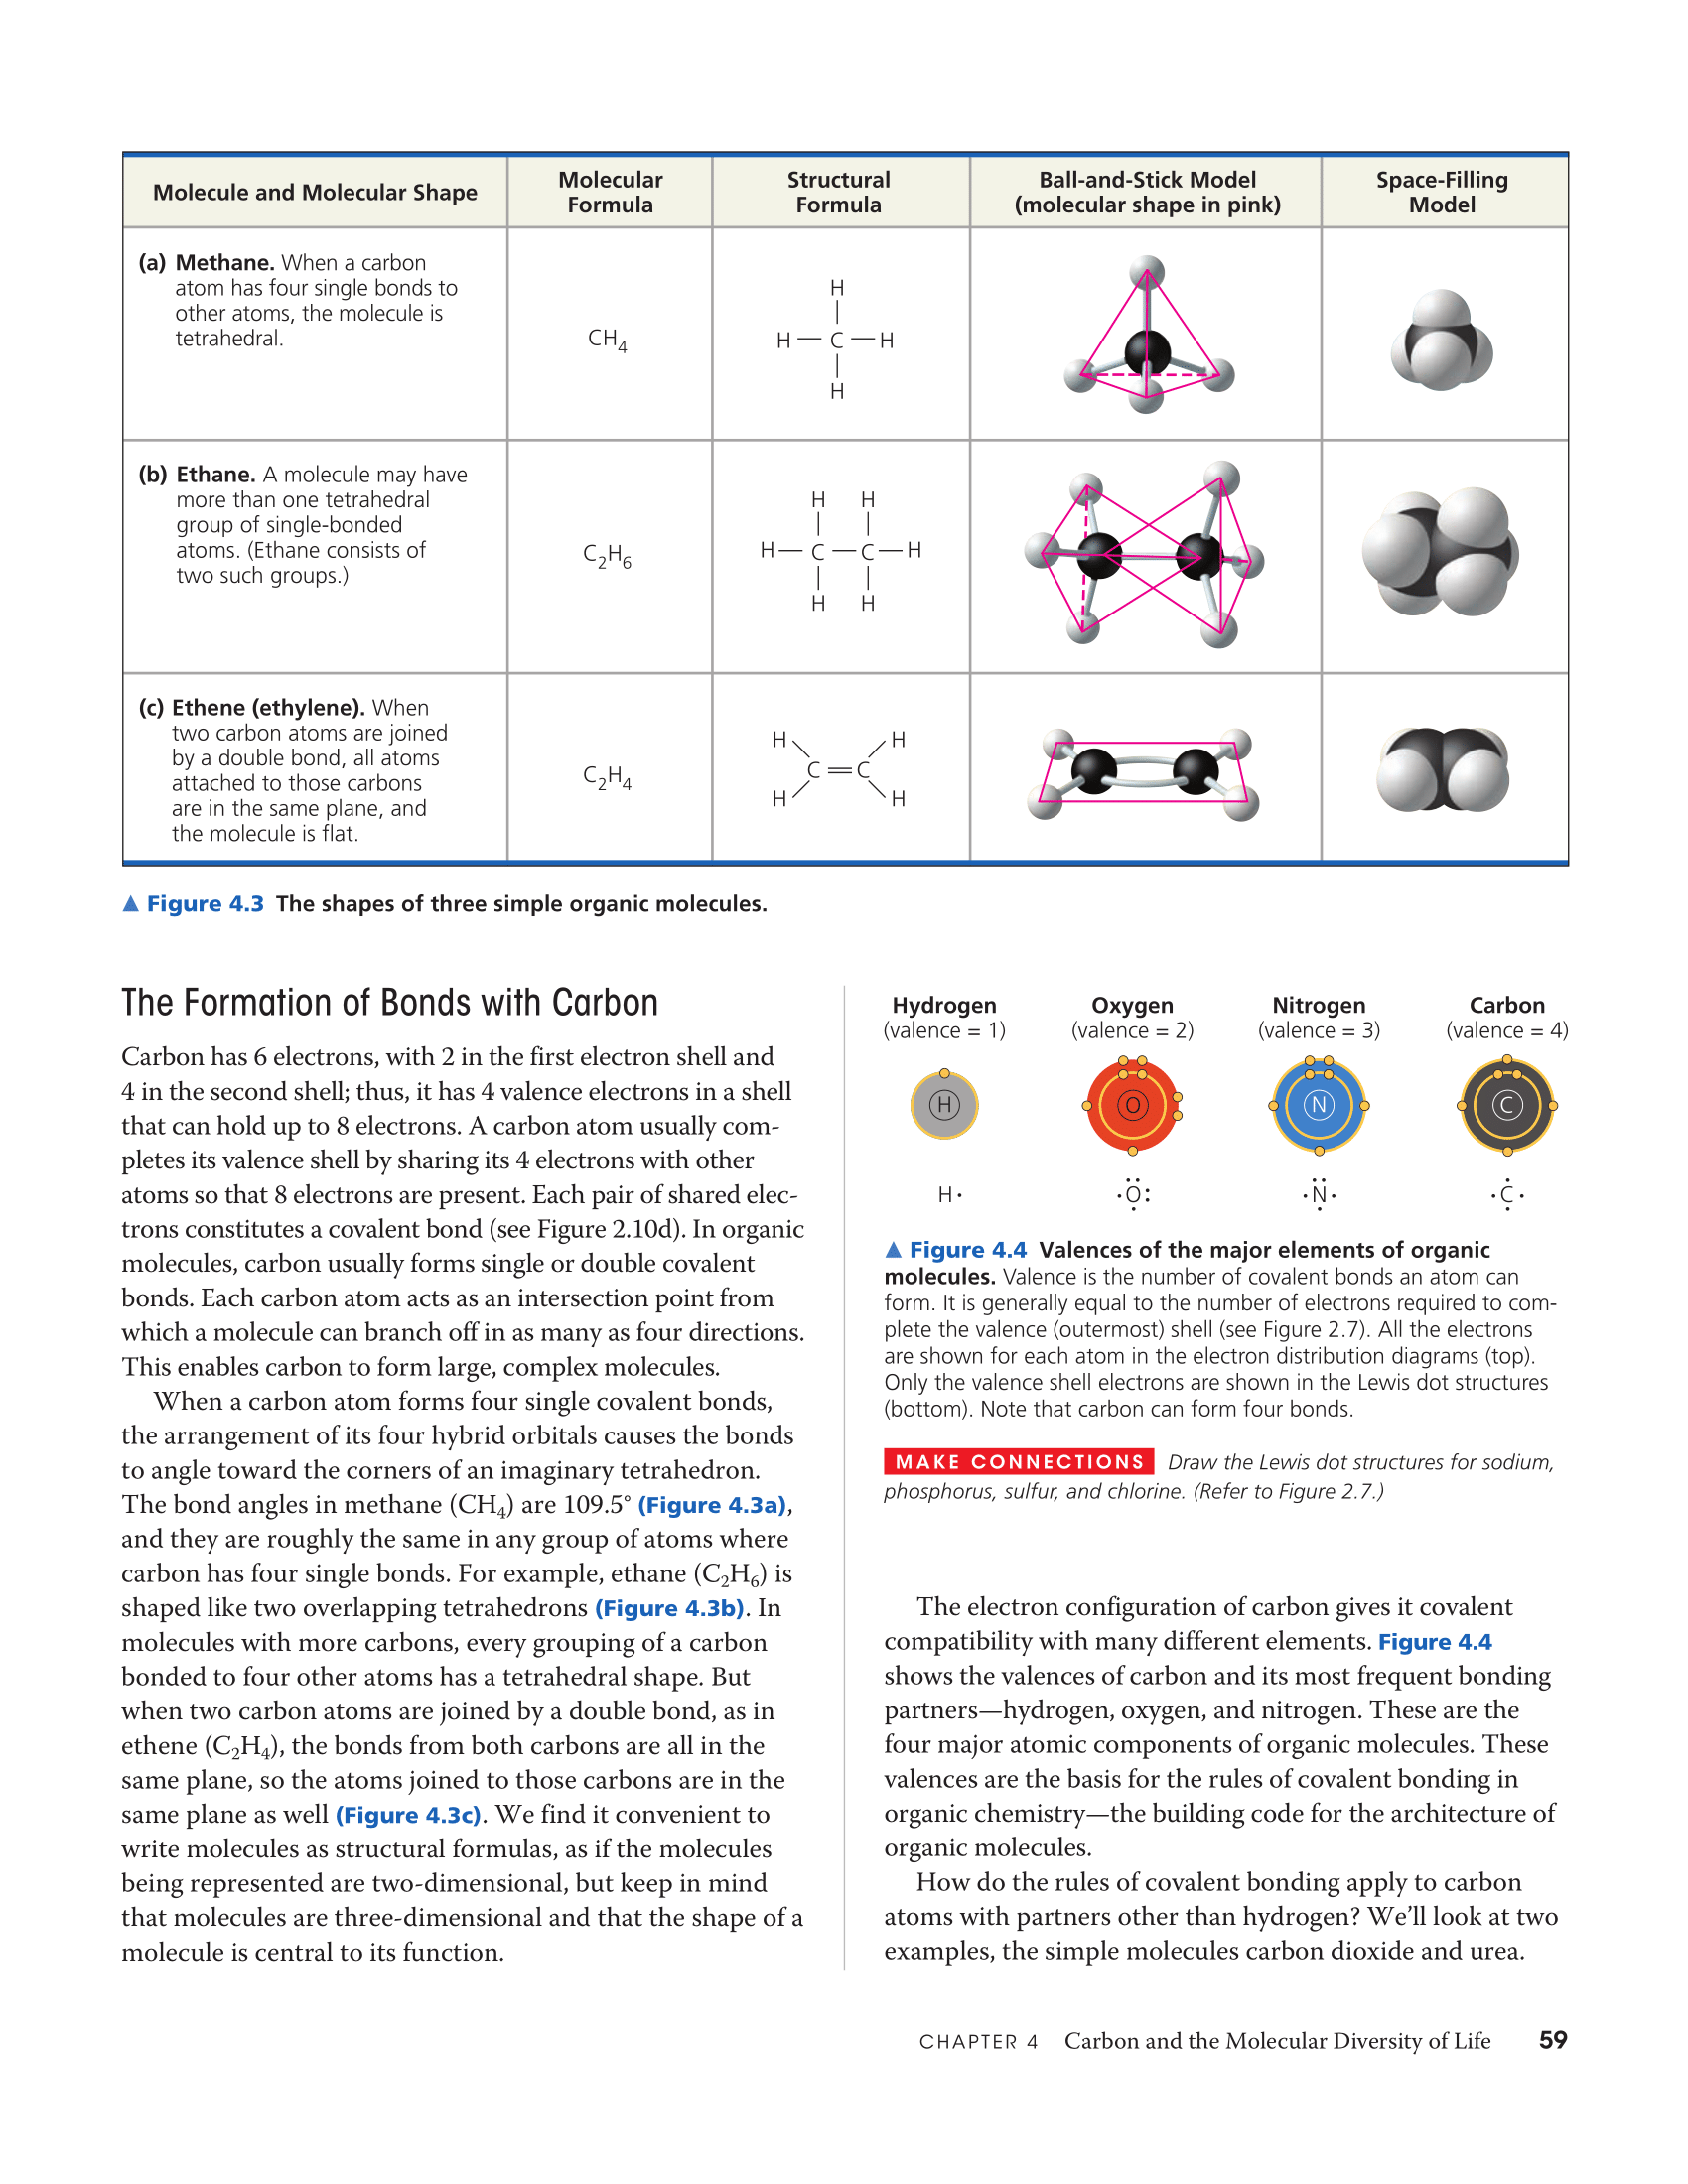 Molecule and Molecular Shape
Molecular
Formula
Structural
Formula
Ball-and-Stick Model
(molecular shape in pink)
Space-Filling
Model
(a) Methane. When a carbon
atom has four single bonds to
other atoms, the molecule is
tetrahedral.
CH₄
H
H — C — H
H
(b) Ethane. A molecule may have
more than one tetrahedral
group of single-bonded
atoms. (Ethane consists of
two such groups.)
C₂H₆
H H
H — C — C — H
H H
(c) Ethene (ethylene). When
two carbon atoms are joined
by a double bond, all atoms
attached to those carbons
are in the same plane, and
the molecule is flat.
C₂H₄
H H
C = C
H H
▲ Figure 4.3 The shapes of three simple organic molecules.
The Formation of Bonds with Carbon
Carbon has 6 electrons, with 2 in the first electron shell and
4 in the second shell; thus, it has 4 valence electrons in a shell
that can hold up to 8 electrons. A carbon atom usually com-
pletes its valence shell by sharing its 4 electrons with other
atoms so that 8 electrons are present. Each pair of shared elec-
trons constitutes a covalent bond (see Figure 2.10d). In organic
molecules, carbon usually forms single or double covalent
bonds. Each carbon atom acts as an intersection point from
which a molecule can branch off in as many as four directions.
This enables carbon to form large, complex molecules.
When a carbon atom forms four single covalent bonds,
the arrangement of its four hybrid orbitals causes the bonds
to angle toward the corners of an imaginary tetrahedron.
The bond angles in methane (CH₄) are 109.5° (Figure 4.3a),
and they are roughly the same in any group of atoms where
carbon has four single bonds. For example, ethane (C₂H₆) is
shaped like two overlapping tetrahedrons (Figure 4.3b). In
molecules with more carbons, every grouping of a carbon
bonded to four other atoms has a tetrahedral shape. But
when two carbon atoms are joined by a double bond, as in
ethene (C₂H₄), the bonds from both carbons are all in the
same plane, so the atoms joined to those carbons are in the
same plane as well (Figure 4.3c). We find it convenient to
write molecules as structural formulas, as if the molecules
being represented are two-dimensional, but keep in mind
that molecules are three-dimensional and that the shape of a
molecule is central to its function.
Hydrogen
(valence = 1)
Oxygen
(valence = 2)
Nitrogen
(valence = 3)
Carbon
(valence = 4)
H
O
N
C
H·
·O:
·N·
·C·
▲ Figure 4.4 Valences of the major elements of organic
molecules. Valence is the number of covalent bonds an atom can
form. It is generally equal to the number of electrons required to com-
plete the valence (outermost) shell (see Figure 2.7). All the electrons
are shown for each atom in the electron distribution diagrams (top).
Only the valence shell electrons are shown in the Lewis dot structures
(bottom). Note that carbon can form four bonds.
MAKE CONNECTIONS Draw the Lewis dot structures for sodium,
phosphorus, sulfur, and chlorine. (Refer to Figure 2.7.)
The electron configuration of carbon gives it covalent
compatibility with many different elements. Figure 4.4
shows the valences of carbon and its most frequent bonding
partners—hydrogen, oxygen, and nitrogen. These are the
four major atomic components of organic molecules. These
valences are the basis for the rules of covalent bonding in
organic chemistry—the building code for the architecture of
organic molecules.
How do the rules of covalent bonding apply to carbon
atoms with partners other than hydrogen? We'll look at two
examples, the simple molecules carbon dioxide and urea.
CHAPTER 4 Carbon and the Molecular Diversity of Life 59